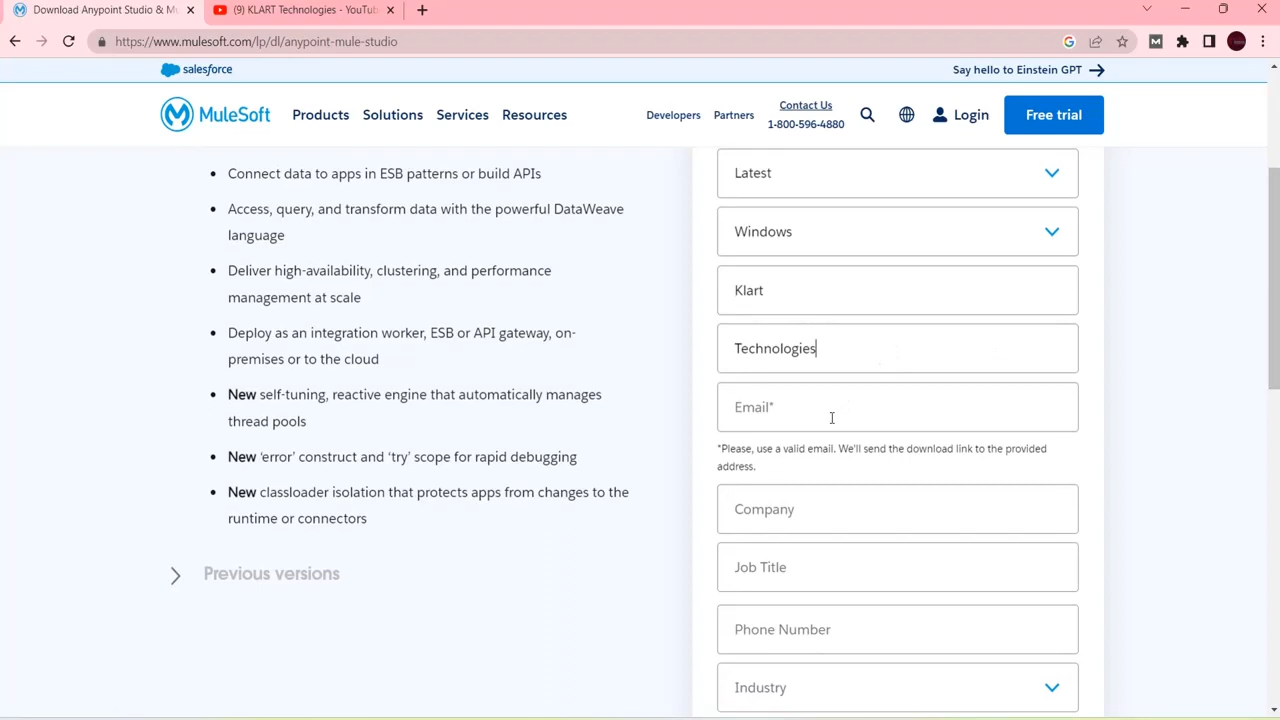 Download Anypoint Studio & Mu
(9) KLART Technologies - YouTub
https://www.mulesoft.com/lp/dl/anypoint-mule-studio
salesforce
Say hello to Einstein GPT
MuleSoft
Products
Solutions
Services
Resources
Developers
Partners
Contact Us
1-800-596-4880
Login
Free trial
Connect data to apps in ESB patterns or build APIs
Access, query, and transform data with the powerful DataWeave
language
Deliver high-availability, clustering, and performance
management at scale
Deploy as an integration worker, ESB or API gateway, on-
premises or to the cloud
New self-tuning, reactive engine that automatically manages
thread pools
New ‘error’ construct and ‘try’ scope for rapid debugging
New classloader isolation that protects apps from changes to the
runtime or connectors
Previous versions
Latest
Windows
Klart
Technologies
Email*
*Please, use a valid email. We'll send the download link to the provided
address.
Company
Job Title
Phone Number
Industry